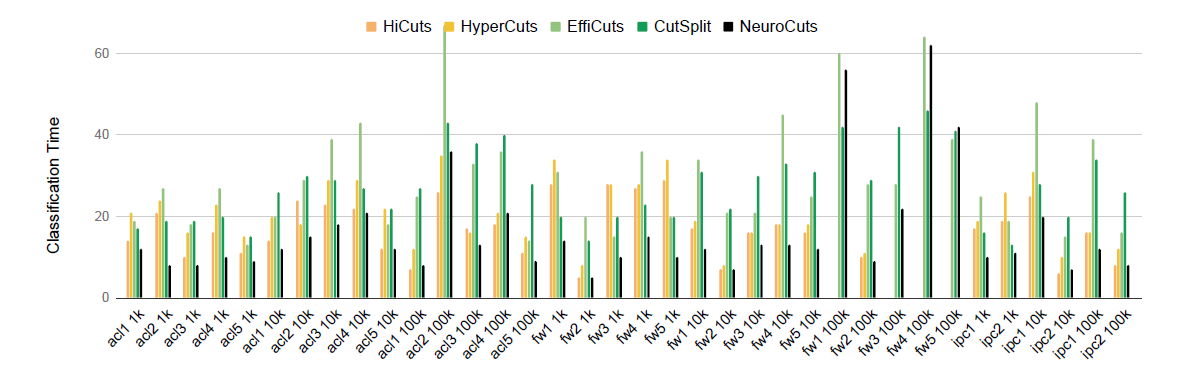 HiCuts HyperCuts EffiCuts CutSplit NeuroCuts
Classification Time
60
40
20
0
acl1 1k
acl2 1k
acl3 1k
acl4 1k
acl5 1k
acl1 10k
acl2 10k
acl3 10k
acl4 10k
acl5 10k
acl1 100k
acl2 100k
acl3 100k
acl4 100k
acl5 100k
fw1 1k
fw2 1k
fw3 1k
fw4 1k
fw5 1k
fw1 10k
fw2 10k
fw3 10k
fw4 10k
fw5 10k
fw1 100k
fw2 100k
fw3 100k
fw4 100k
fw5 100k
ipc1 1k
ipc2 1k
ipc1 10k
ipc2 10k
ipc1 100k
ipc2 100k